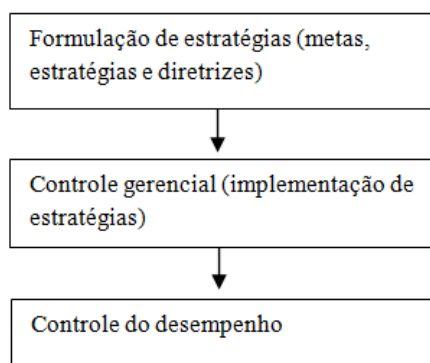 Formulação de estratégias (metas,
estratégias e diretrizes)
Controle gerencial (implementação de
estratégias)
Controle do desempenho